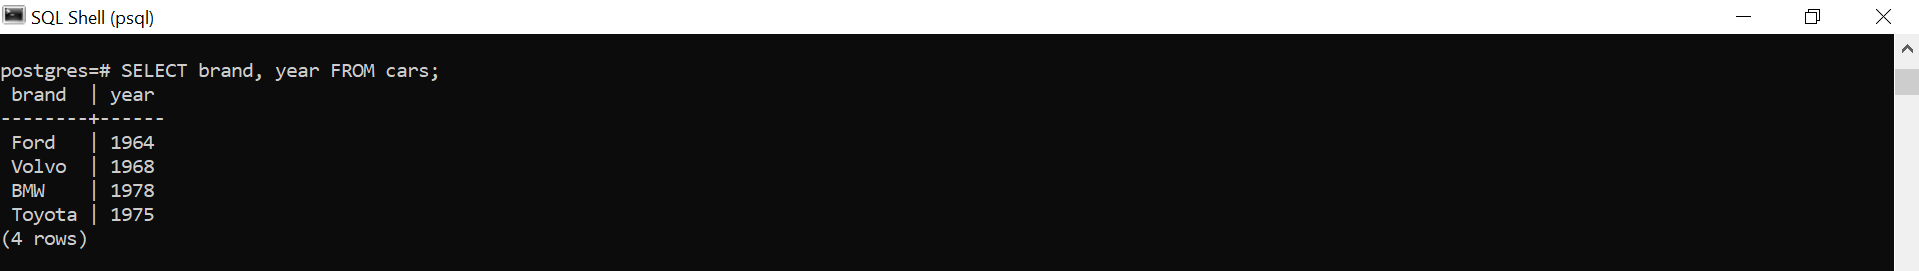 SQL Shell (psql)
postgres=# SELECT brand, year FROM cars;
 brand  | year
--------+------
 Ford   | 1964
 Volvo  | 1968
 BMW    | 1978
 Toyota | 1975
(4 rows)